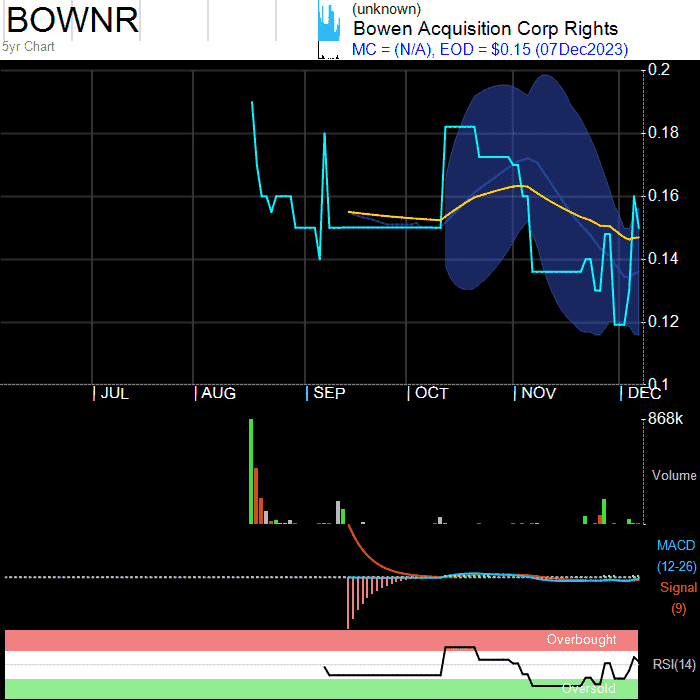 BOWNR
5yr Chart
(unknown)
Bowen Acquisition Corp Rights
MC = (N/A), EOD = $0.15 (07Dec2023)
0.2
0.18
0.16
0.14
0.12
0.1
JUL AUG SEP OCT NOV DEC
868k
Volume
MACD
(12-26)
Signal
(9)
Overbought
RSI(14)
Oversold